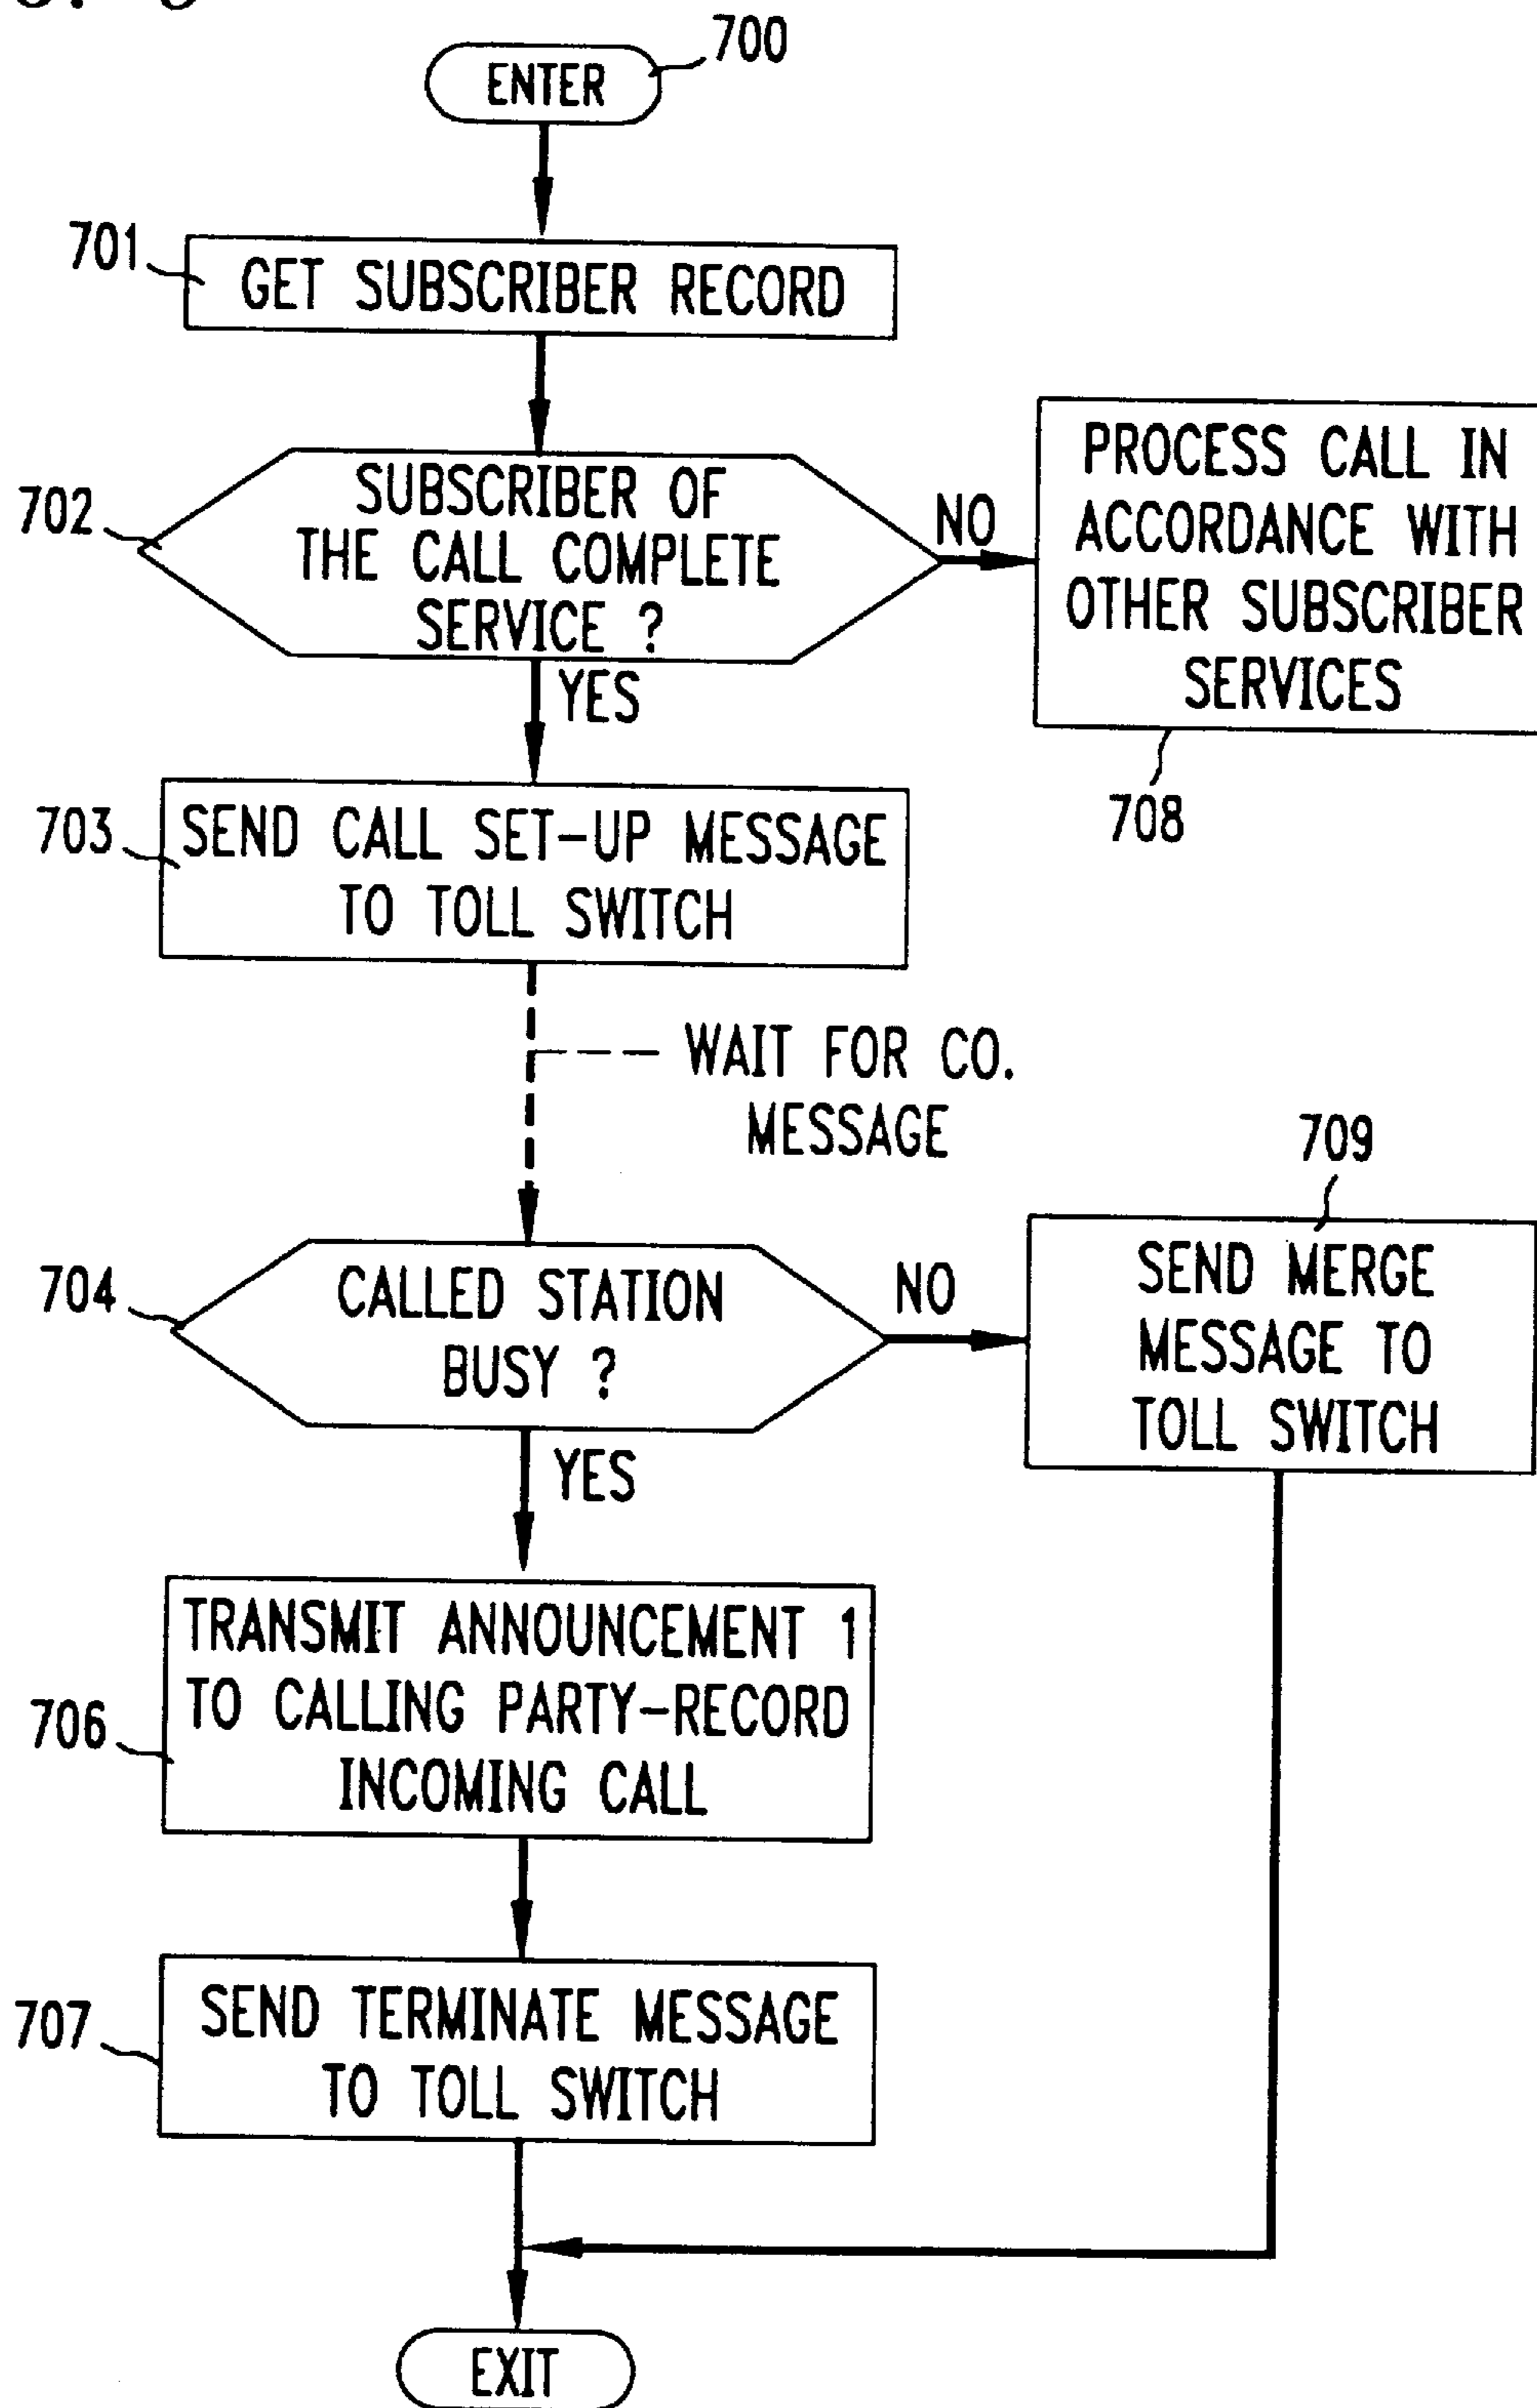 700
ENTER
701
GET SUBSCRIBER RECORD
702
SUBSCRIBER OF
THE CALL COMPLETE
SERVICE ?
NO
PROCESS CALL IN
ACCORDANCE WITH
OTHER SUBSCRIBER
SERVICES
708
YES
703
SEND CALL SET-UP MESSAGE
TO TOLL SWITCH
WAIT FOR CO.
MESSAGE
709
704
CALLED STATION
BUSY ?
NO
SEND MERGE
MESSAGE TO
TOLL SWITCH
YES
706
TRANSMIT ANNOUNCEMENT 1
TO CALLING PARTY-RECORD
INCOMING CALL
707
SEND TERMINATE MESSAGE
TO TOLL SWITCH
EXIT